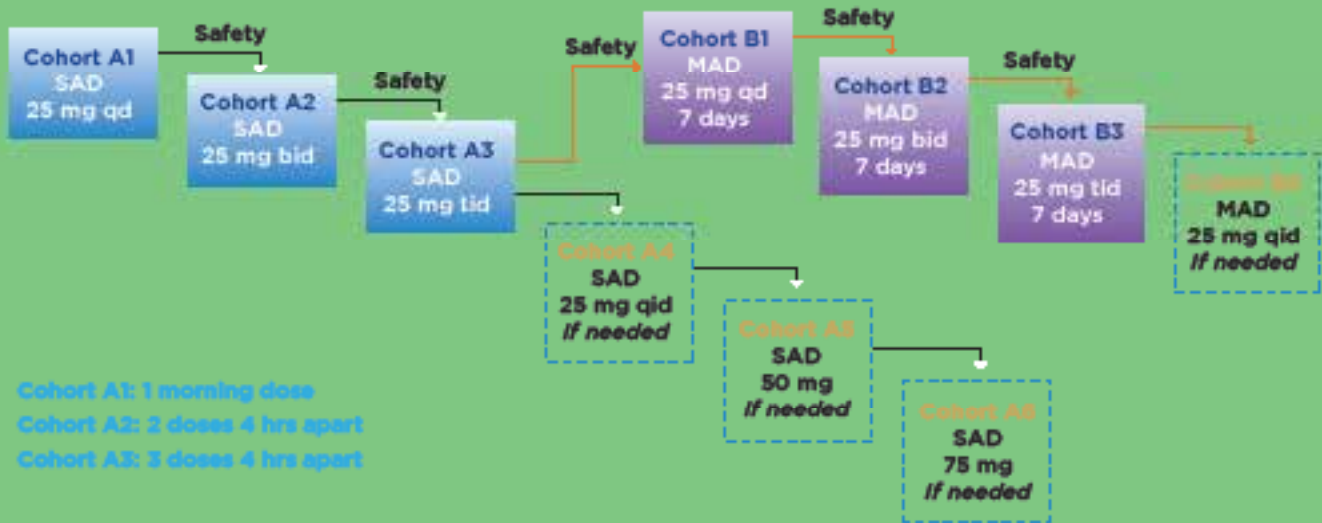 Cohort A1
SAD
25 mg qd
Safety
Cohort A2
SAD
25 mg bid
Safety
Cohort A3
SAD
25 mg tid
Safety
Cohort B1
MAD
25 mg qd
7 days
Safety
Cohort B2
MAD
25 mg bid
7 days
Safety
Cohort B3
MAD
25 mg tid
7 days
Cohort
MAD
25 mg qid
If needed
Cohort A4
SAD
25 mg qid
If needed
Cohort
SAD
50 mg
If needed
Cohort
SAD
75 mg
If needed
Cohort A1: 1 morning dose
Cohort A2: 2 doses 4 hrs apart
Cohort A3: 3 doses 4 hrs apart